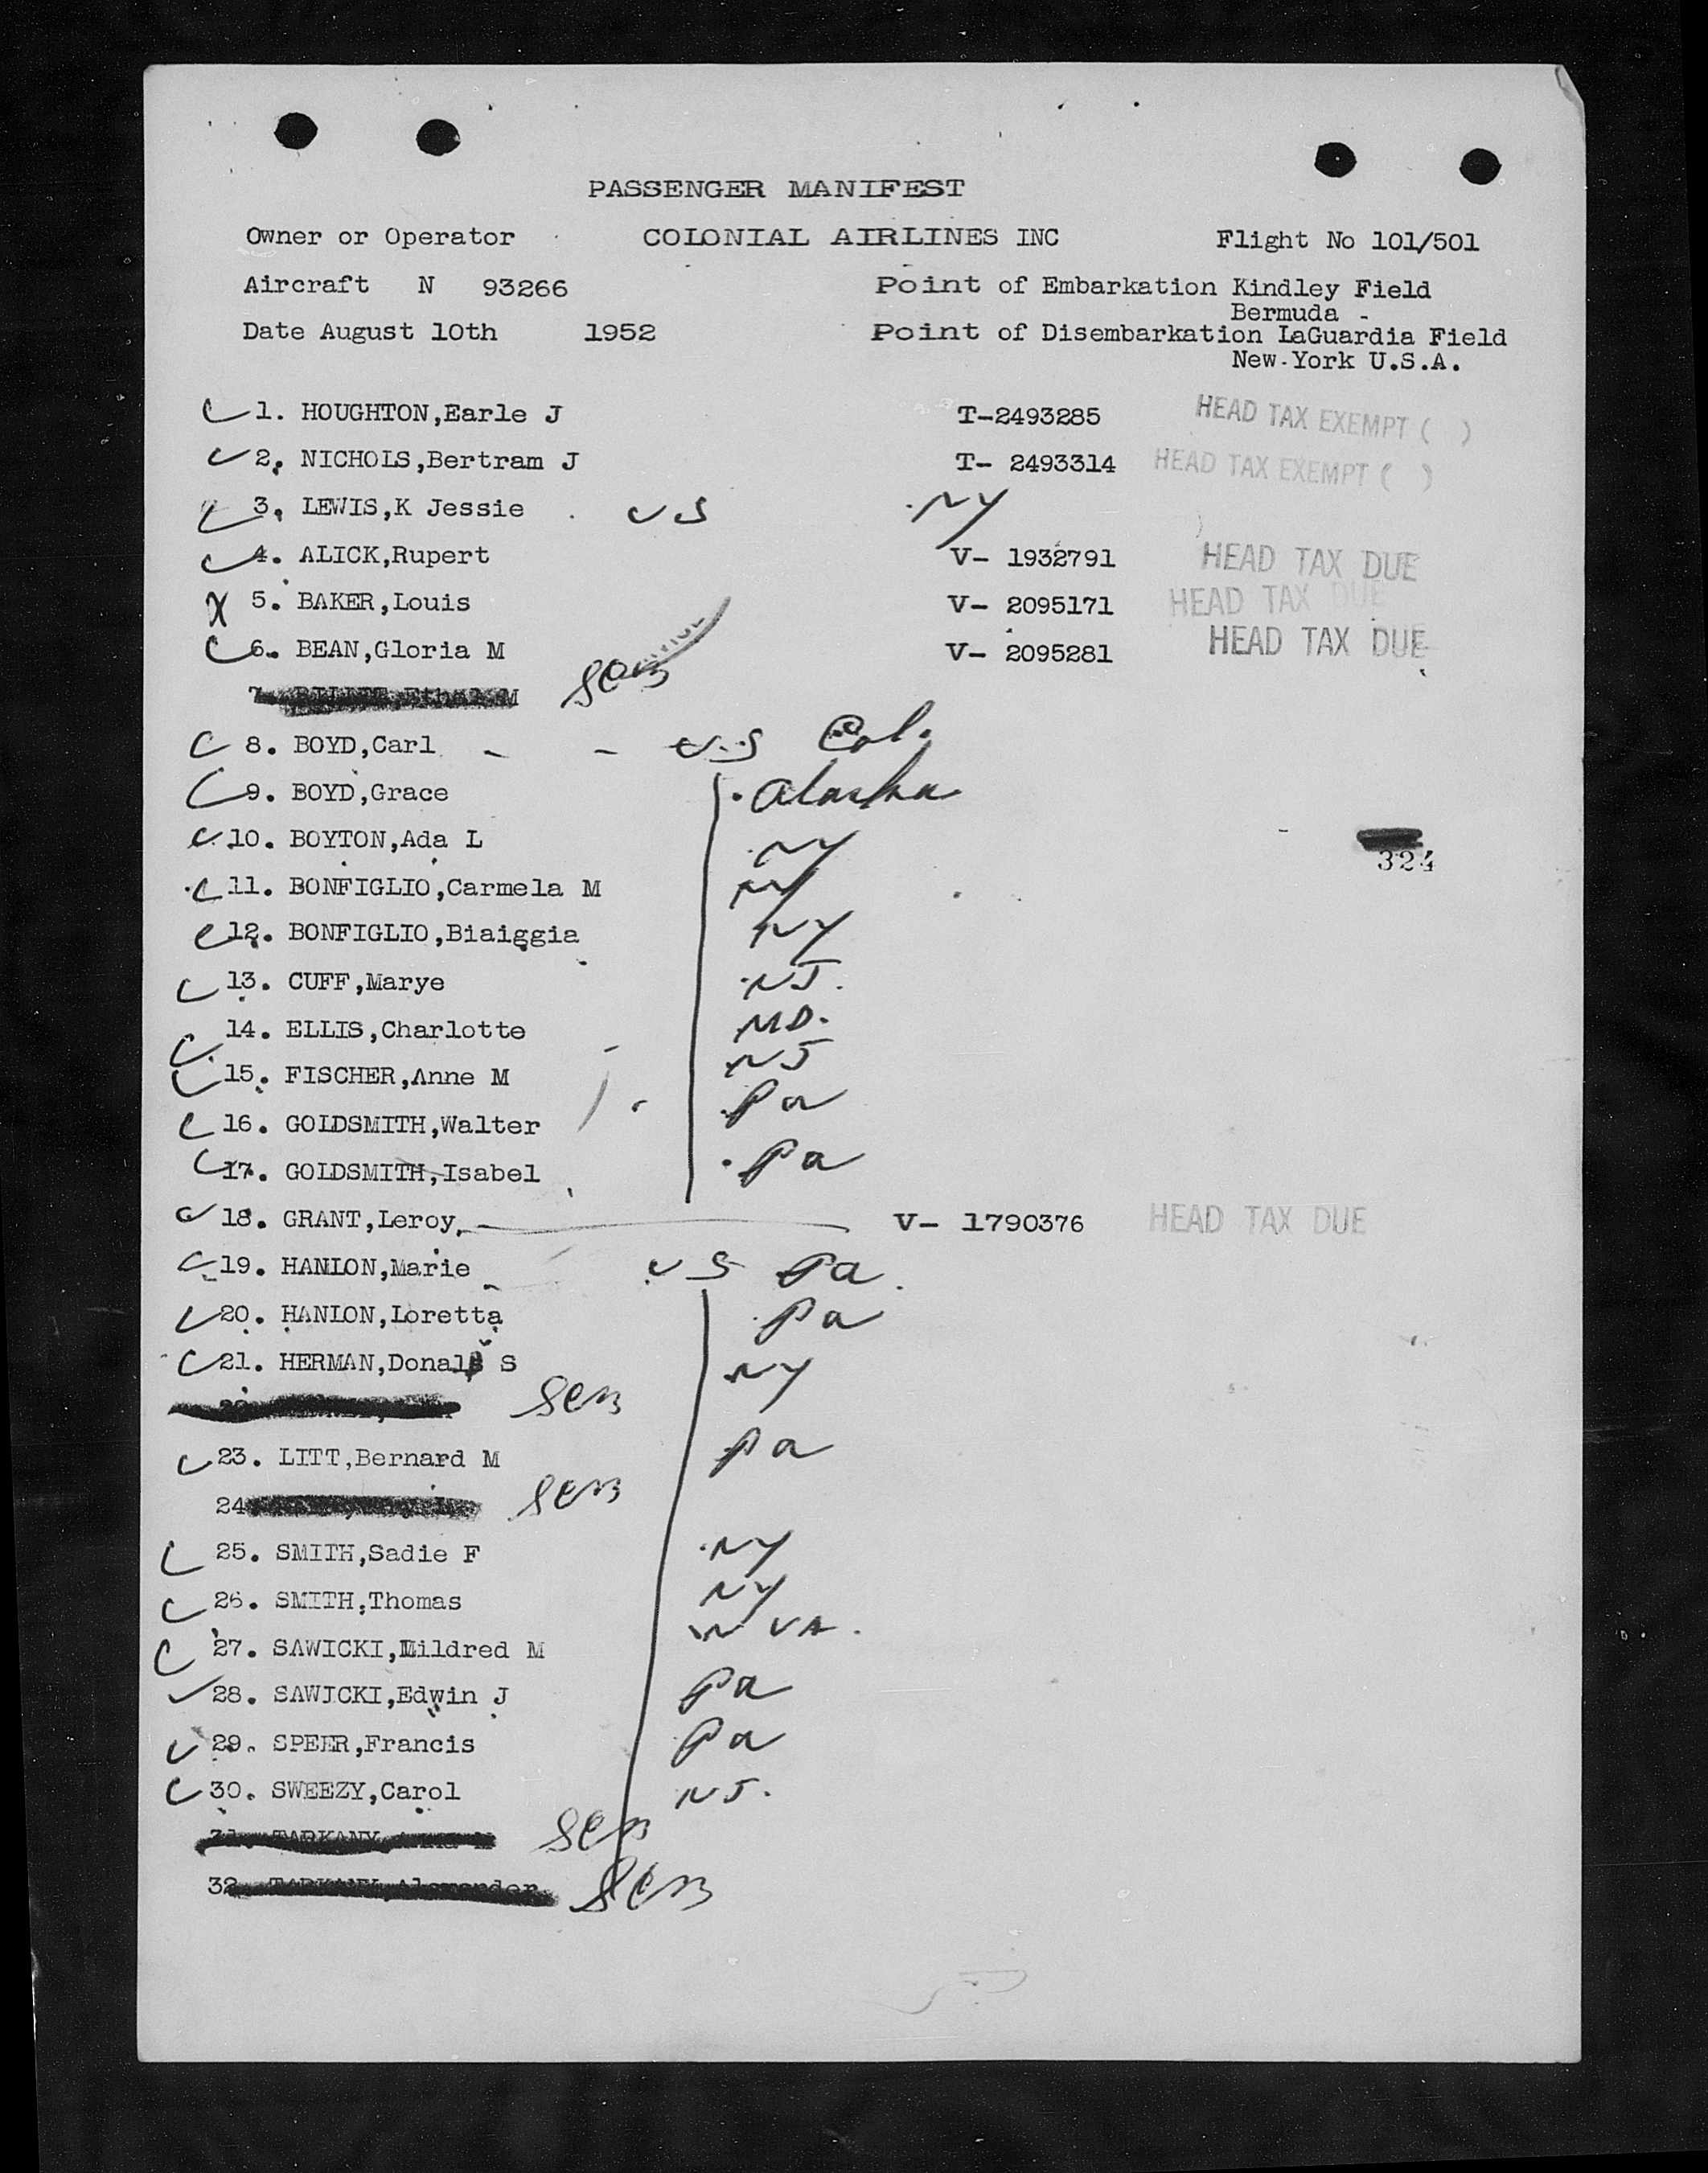 PASSENGER MANIFEST
Owner or Operator COLONIAL AIRLINES INC Flight No 101/501
Aircraft N 93266 Point of Embarkation Kindley Field
Bermuda -
Date August 10th 1952 Point of Disembarkation LaGuardia Field
New York U.S.A.
1. HOUGHTON,Earle J T-2493285 HEAD TAX EXEMPT ( )
2. NICHOLS,Bertram J T- 2493314 HEAD TAX EXEMPT ( )
3. LEWIS,K Jessie US NY
4. ALICK,Rupert V- 1932791 HEAD TAX DUE
X 5. BAKER,Louis V- 2095171 HEAD TAX DUE
6. BEAN,Gloria M V- 2095281 HEAD TAX DUE
7. Ethel M
8. BOYD,Carl - - U.S Col.
9. BOYD,Grace Alaska
10. BOYTON,Ada L NY
324
11. BONFIGLIO,Carmela M NY
12. BONFIGLIO,Biaiggia NY
13. CUFF,Marye NJ.
14. ELLIS,Charlotte MD.
15. FISCHER,Anne M NJ
16. GOLDSMITH,Walter Pa
17. GOLDSMITH,Isabel Pa
18. GRANT,Leroy V- 1790376 HEAD TAX DUE
19. HANLON,Marie US Pa.
20. HANLON,Loretta Pa
21. HERMAN,Donald S NY
23. LITT,Bernard M Pa
24
25. SMITH,Sadie F NY
26. SMITH,Thomas NY
27. SAWICKI,Mildred M W VA.
28. SAWICKI,Edwin J Pa
29. SPEER,Francis Pa
30. SWEEZY,Carol NJ.
31. TARKANY
32 TARKANY,Alexander